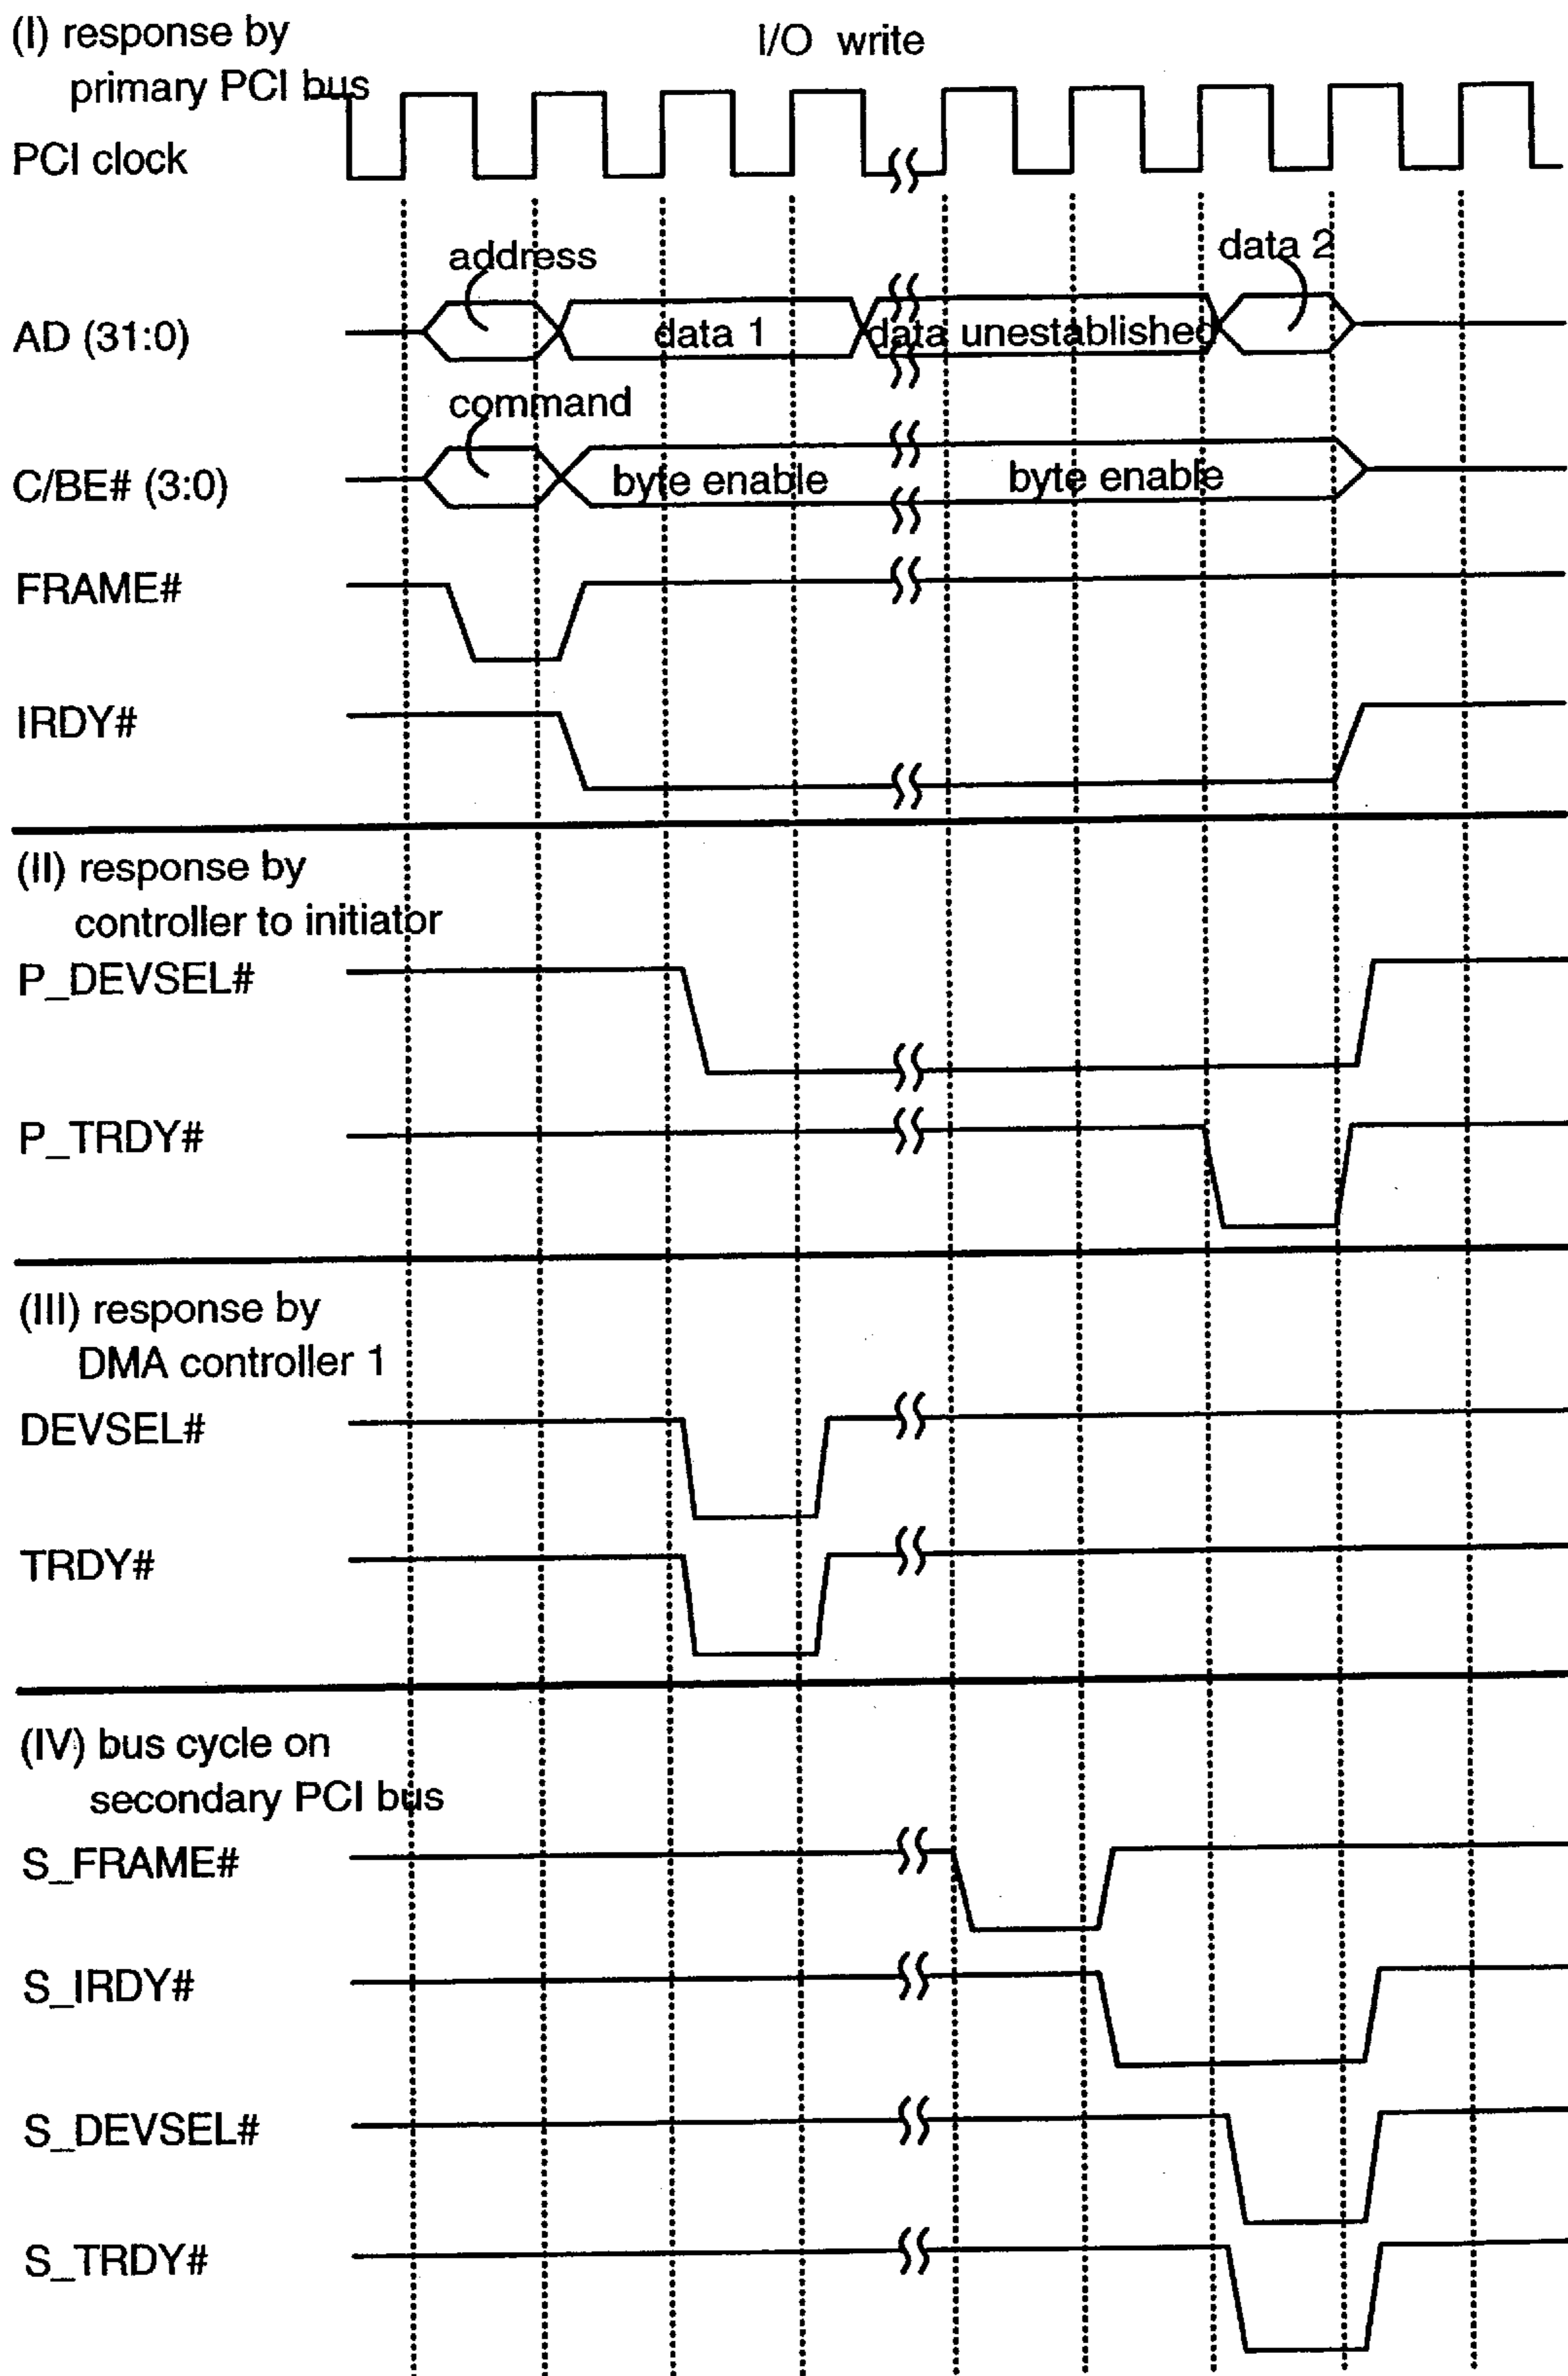 (I) response by
I/O write
primary PCI bus
PCI clock
address
data 2
AD (31:0)
data 1
data unestablished
command
C/BE# (3:0)
byte enable
byte enable
FRAME#
IRDY#
(II) response by
controller to initiator
P_DEVSEL#
P_TRDY#
(III) response by
DMA controller 1
DEVSEL#
TRDY#
(IV) bus cycle on
secondary PCI bus
S_FRAME#
S_IRDY#
S_DEVSEL#
S_TRDY#